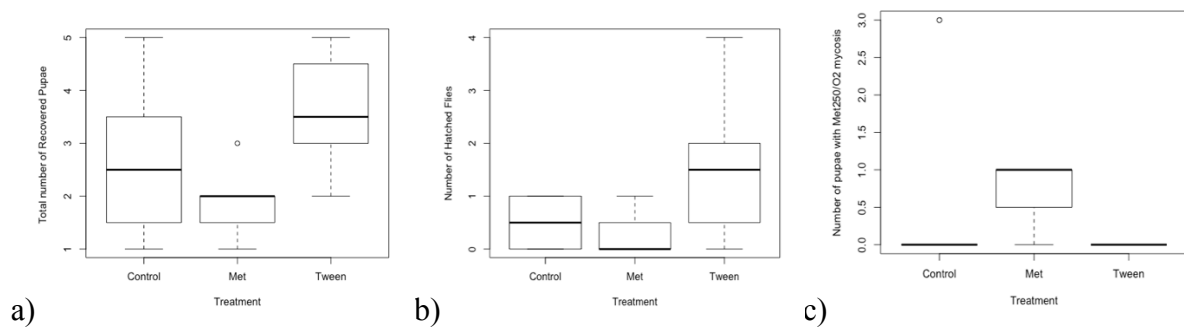 a)
Total number of Recovered Pupae
5
4
3
2
1
Control Met Tween
Treatment
b)
Number of Hatched Flies
4
3
2
1
0
Control Met Tween
Treatment
c)
Number of pupae with Met250/O2 mycosis
3.0
2.5
2.0
1.5
1.0
0.5
0.0
Control Met Tween
Treatment